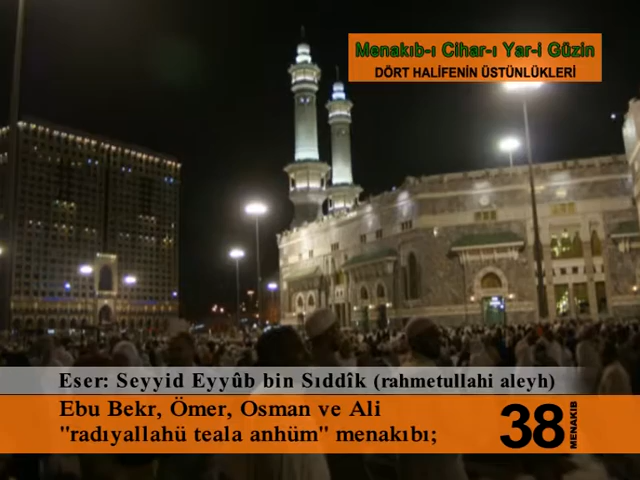 Menakıb-ı Cihar-ı Yar-i Güzin
DÖRT HALİFENİN ÜSTÜNLÜKLERİ
Eser: Seyyid Eyyûb bin Sıddîk (rahmetullahi aleyh)
Ebu Bekr, Ömer, Osman ve Ali
"radıyallahü teala anhüm" menakıbı;
38
MENAKIB